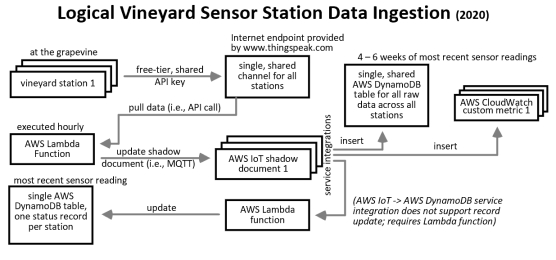 Logical Vineyard Sensor Station Data Ingestion (2020)
Internet endpoint provided
by www.thingspeak.com
at the grapevine
vineyard station 1
free-tier, shared
API key
single, shared
channel for all
stations
4 – 6 weeks of most recent sensor readings
single, shared
AWS DynamoDB
table for all raw
data across all
stations
AWS CloudWatch
custom metric 1
pull data (i.e., API call)
executed hourly
AWS Lambda
Function
update shadow
document (i.e., MQTT)
AWS IoT shadow
document 1
service integrations
insert
insert
most recent sensor reading
single AWS
DynamoDB table,
one status record
per station
update
AWS Lambda
function
(AWS IoT -> AWS DynamoDB service
integration does not support record
update; requires Lambda function)